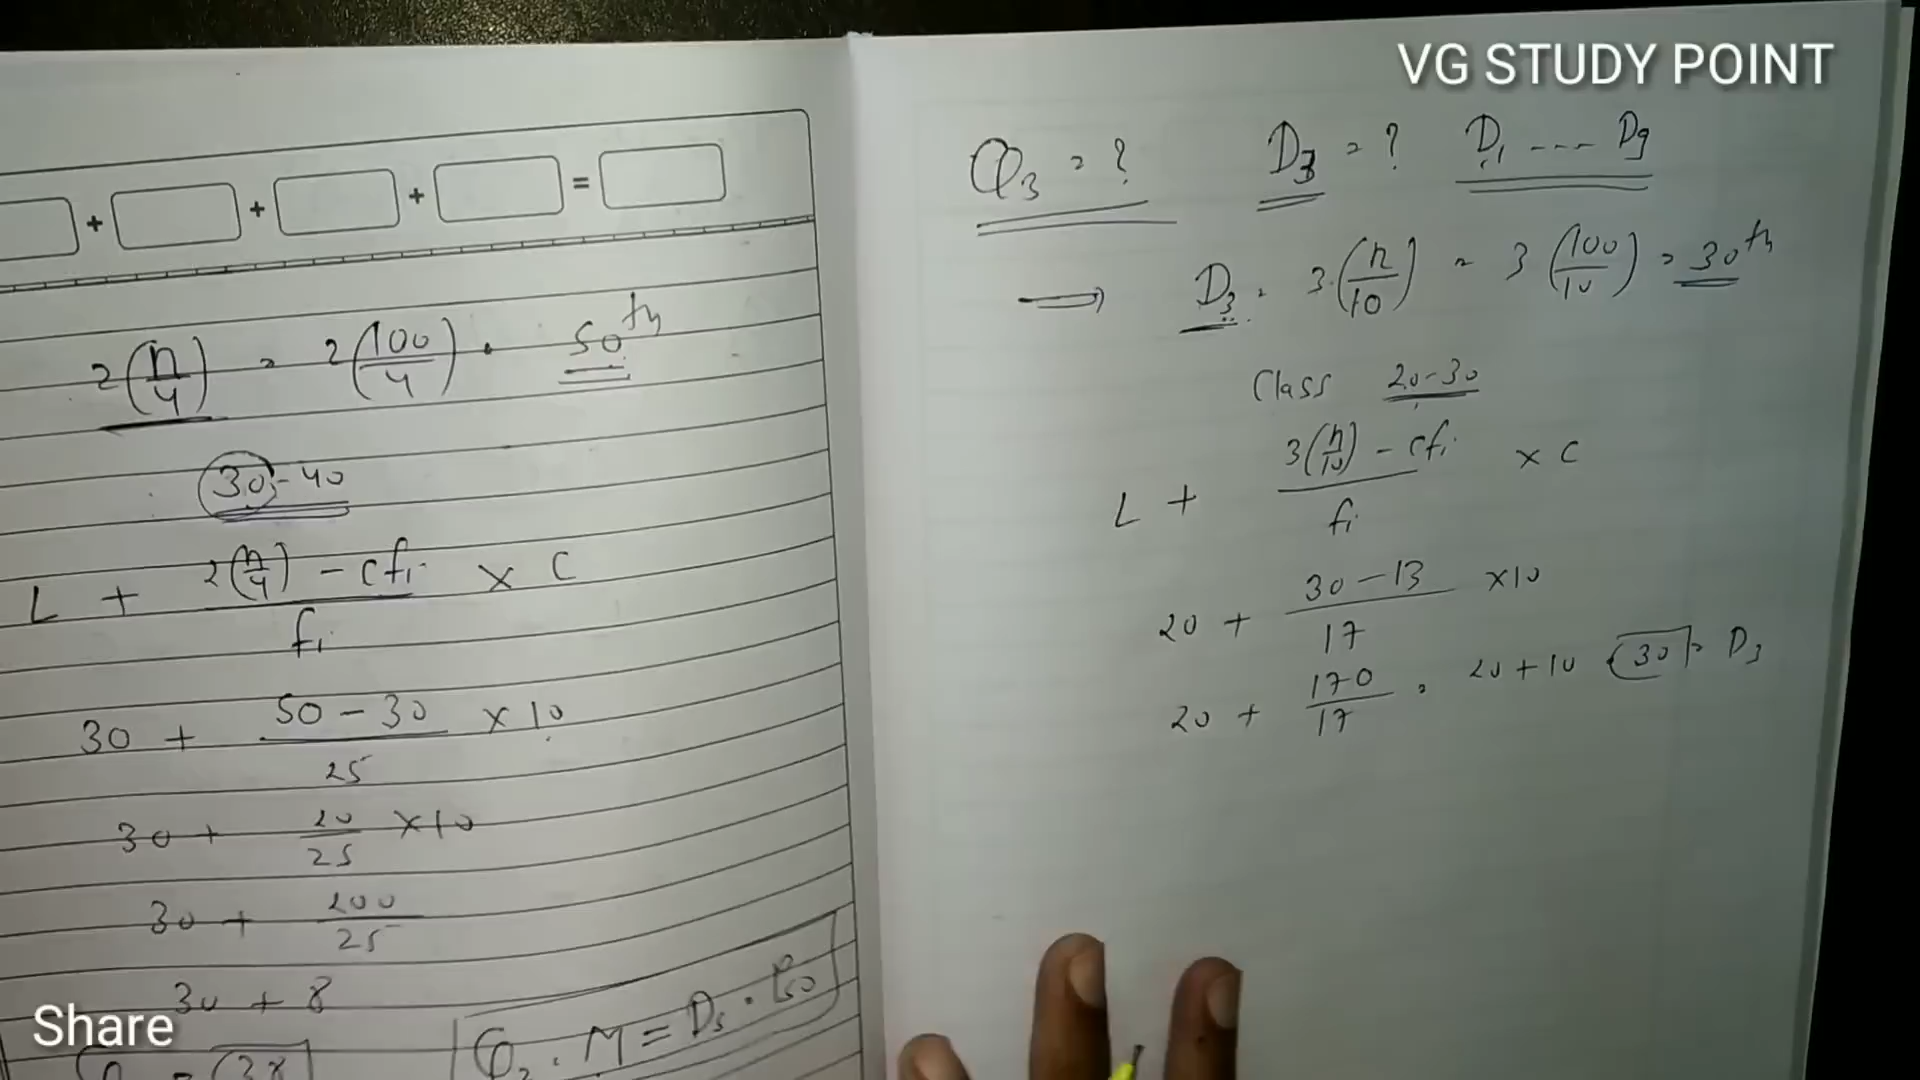 VG STUDY POINT
+ + + =
2(n/4) = 2(100/4) = 50th
30-40
L + (2(n/4) - cfi)/fi × C
30 + (50 - 30)/25 × 10
30 + 20/25 × 10
30 + 200/25
30 + 8
= 38
Q2 = M = D5 = P50
Q3 = ? D3 = ? D1 ---- D9
⇒ D3 = 3(n/10) = 3(100/10) = 30th
Class 20-30
L + (3(n/10) - cfi)/fi × C
20 + (30 - 13)/17 × 10
20 + 170/17 = 20 + 10 = 30 = D3
Share